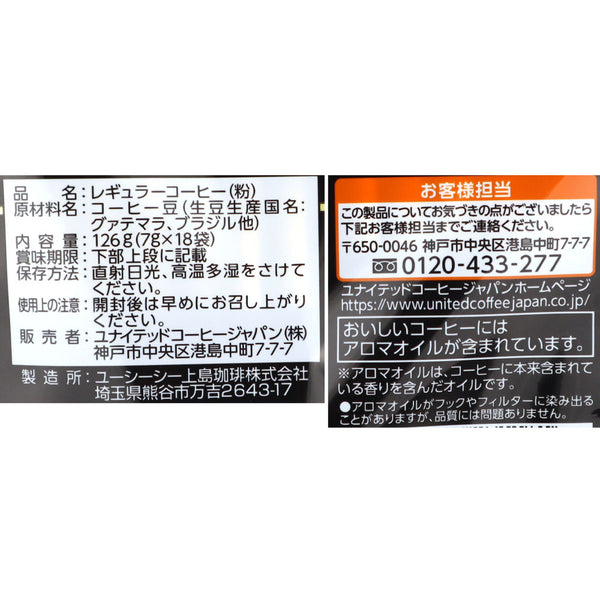 品　名：レギュラーコーヒー(粉)
原材料名：コーヒー豆(生豆生産国名：
グァテマラ、ブラジル他)
内容量：126g(7g×18袋)
賞味期限：下部上段に記載
保存方法：直射日光、高温多湿をさけて
ください。
使用上の注意：開封後は早めにお召し上がり
ください。
販売者：ユナイテッドコーヒージャパン(株)
神戸市中央区港島中町7-7-7
製造所：ユーシーシー上島珈琲株式会社
埼玉県熊谷市万吉2643-17
お客様担当
この製品についてお気づきの点がございましたら
下記お客様担当までご連絡ください。
〒650-0046 神戸市中央区港島中町7-7-7
0120-433-277
ユナイテッドコーヒージャパンホームページ
https://www.unitedcoffeejapan.co.jp/
おいしいコーヒーには
アロマオイルが含まれています。
※アロマオイルは、コーヒーに本来含まれて
いる香りを含んだオイルです。
●アロマオイルがフックやフィルターに染み出る
ことがありますが、品質には問題ありません。